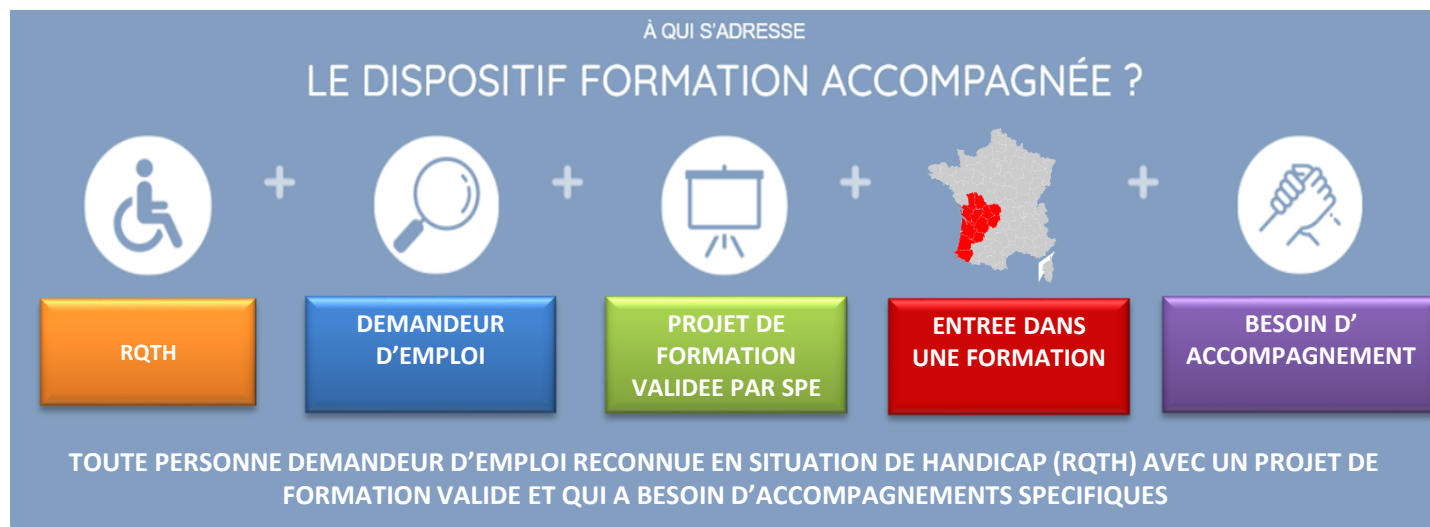 À QUI S'ADRESSE
LE DISPOSITIF FORMATION ACCOMPAGNÉE ?
RQTH
DEMANDEUR
D’EMPLOI
PROJET DE
FORMATION
VALIDEE PAR SPE
ENTREE DANS
UNE FORMATION
BESOIN D’
ACCOMPAGNEMENT
TOUTE PERSONNE DEMANDEUR D’EMPLOI RECONNUE EN SITUATION DE HANDICAP (RQTH) AVEC UN PROJET DE
FORMATION VALIDE ET QUI A BESOIN D’ACCOMPAGNEMENTS SPECIFIQUES